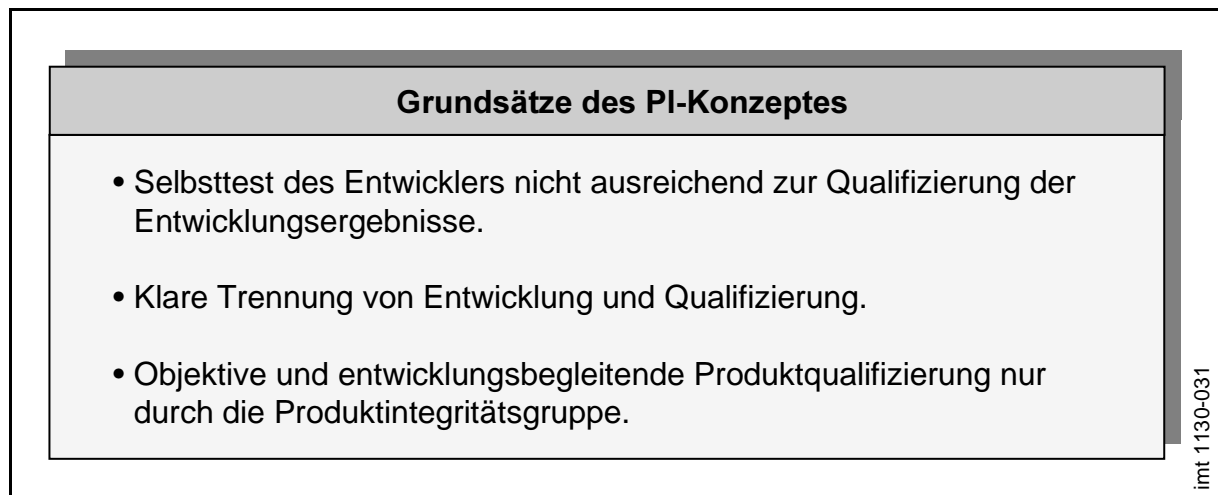 Grundsätze des PI-Konzeptes
• Selbsttest des Entwicklers nicht ausreichend zur Qualifizierung der
Entwicklungsergebnisse.
• Klare Trennung von Entwicklung und Qualifizierung.
• Objektive und entwicklungsbegleitende Produktqualifizierung nur
durch die Produktintegritätsgruppe.
imt 1130-031